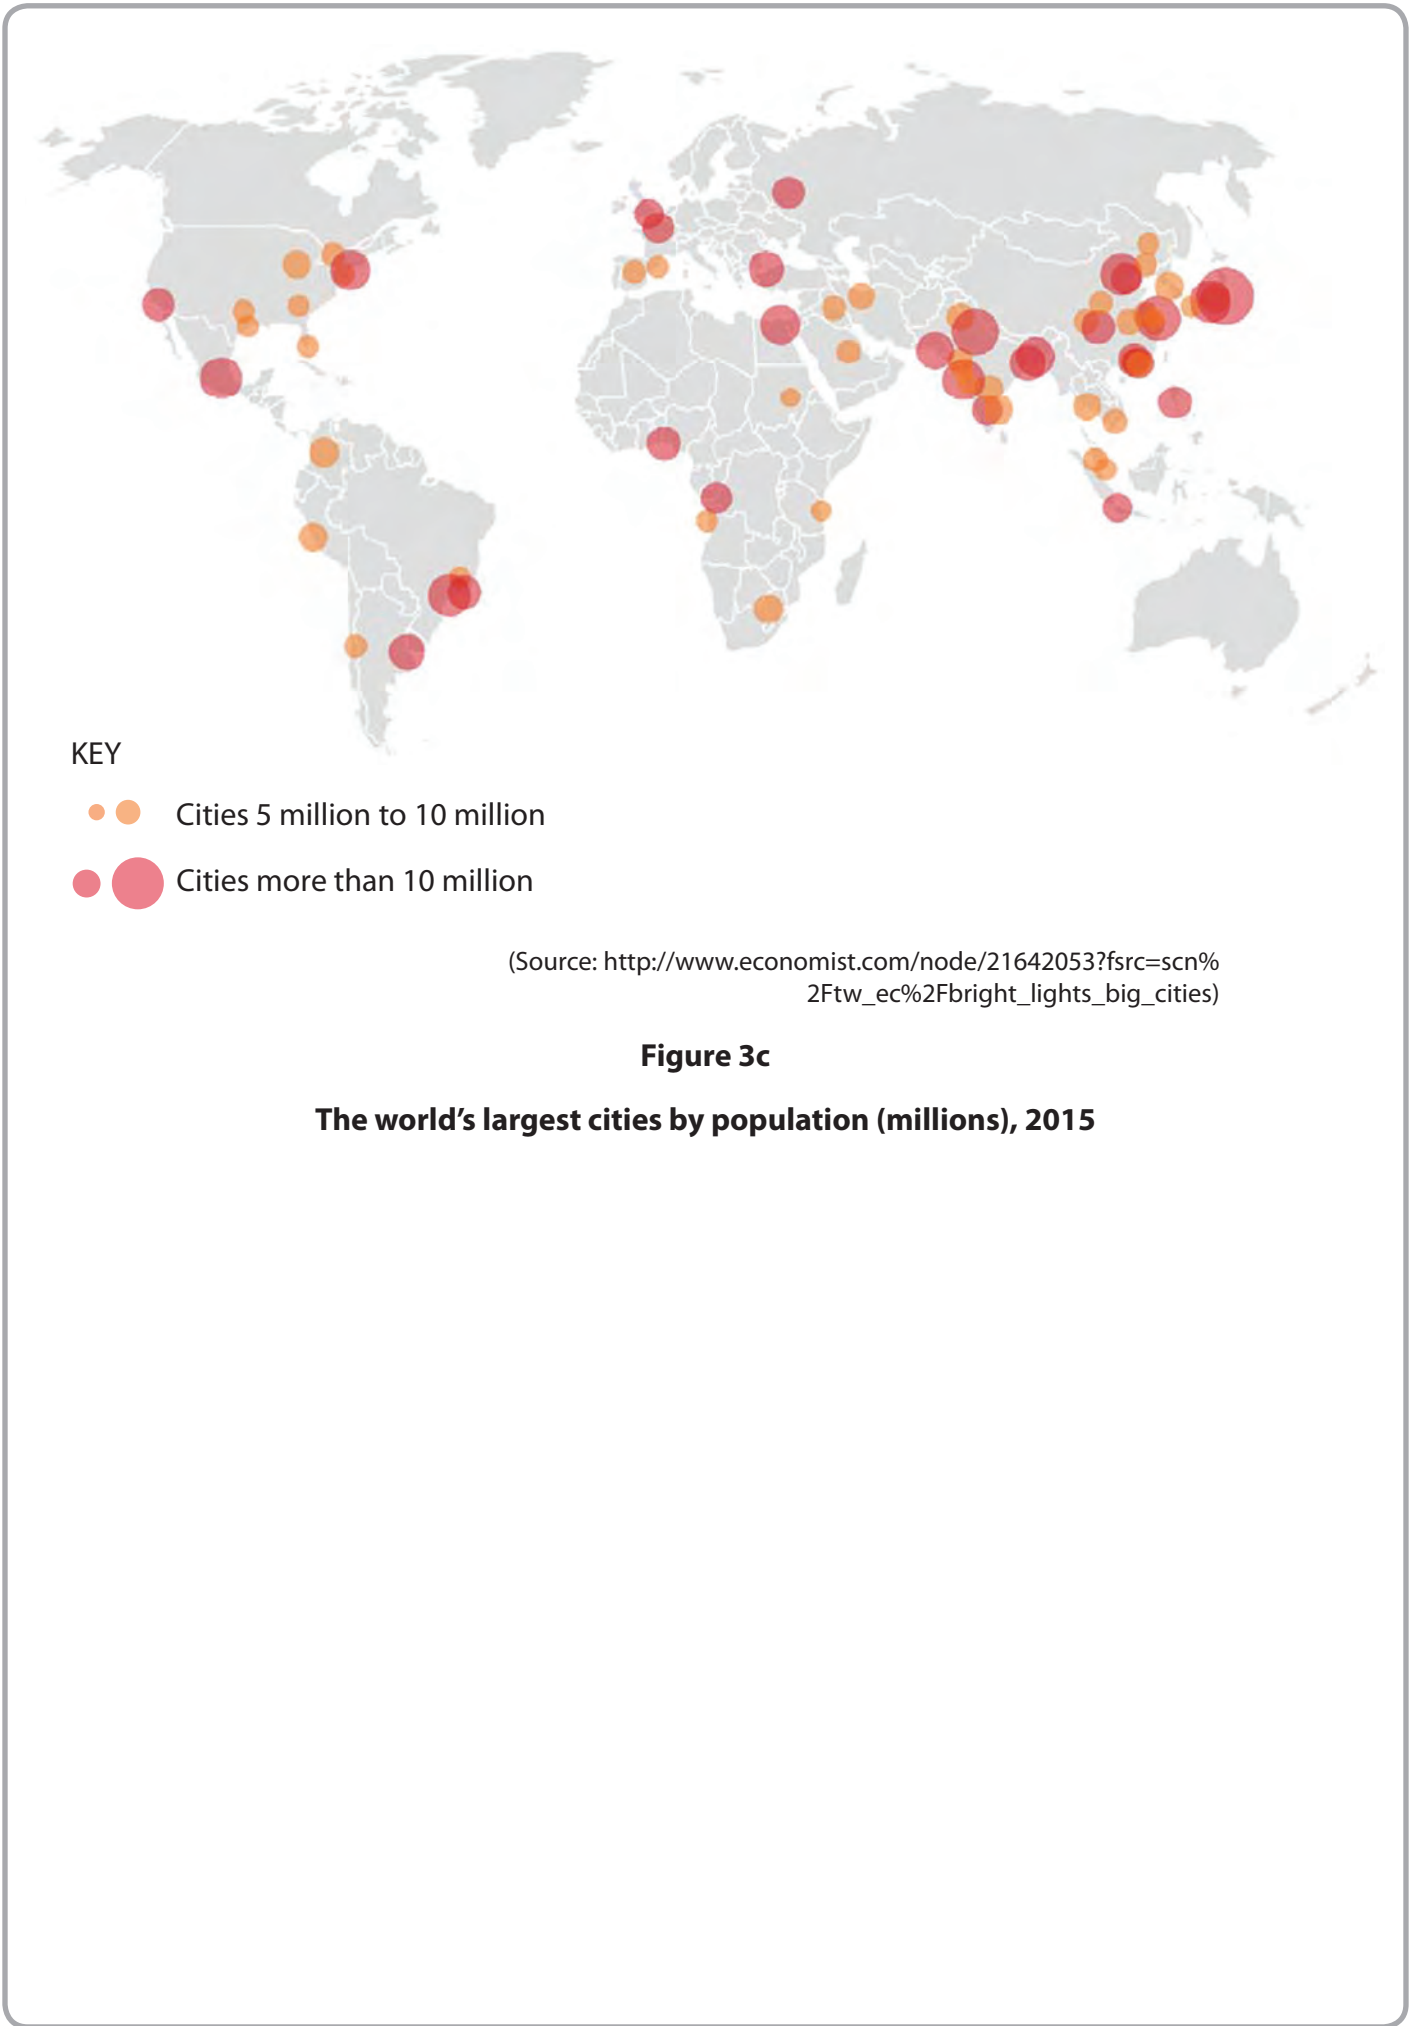 KEY
Cities 5 million to 10 million
Cities more than 10 million
(Source: http://www.economist.com/node/21642053?fsrc=scn%
2Ftw_ec%2Fbright_lights_big_cities)
Figure 3c
The world’s largest cities by population (millions), 2015